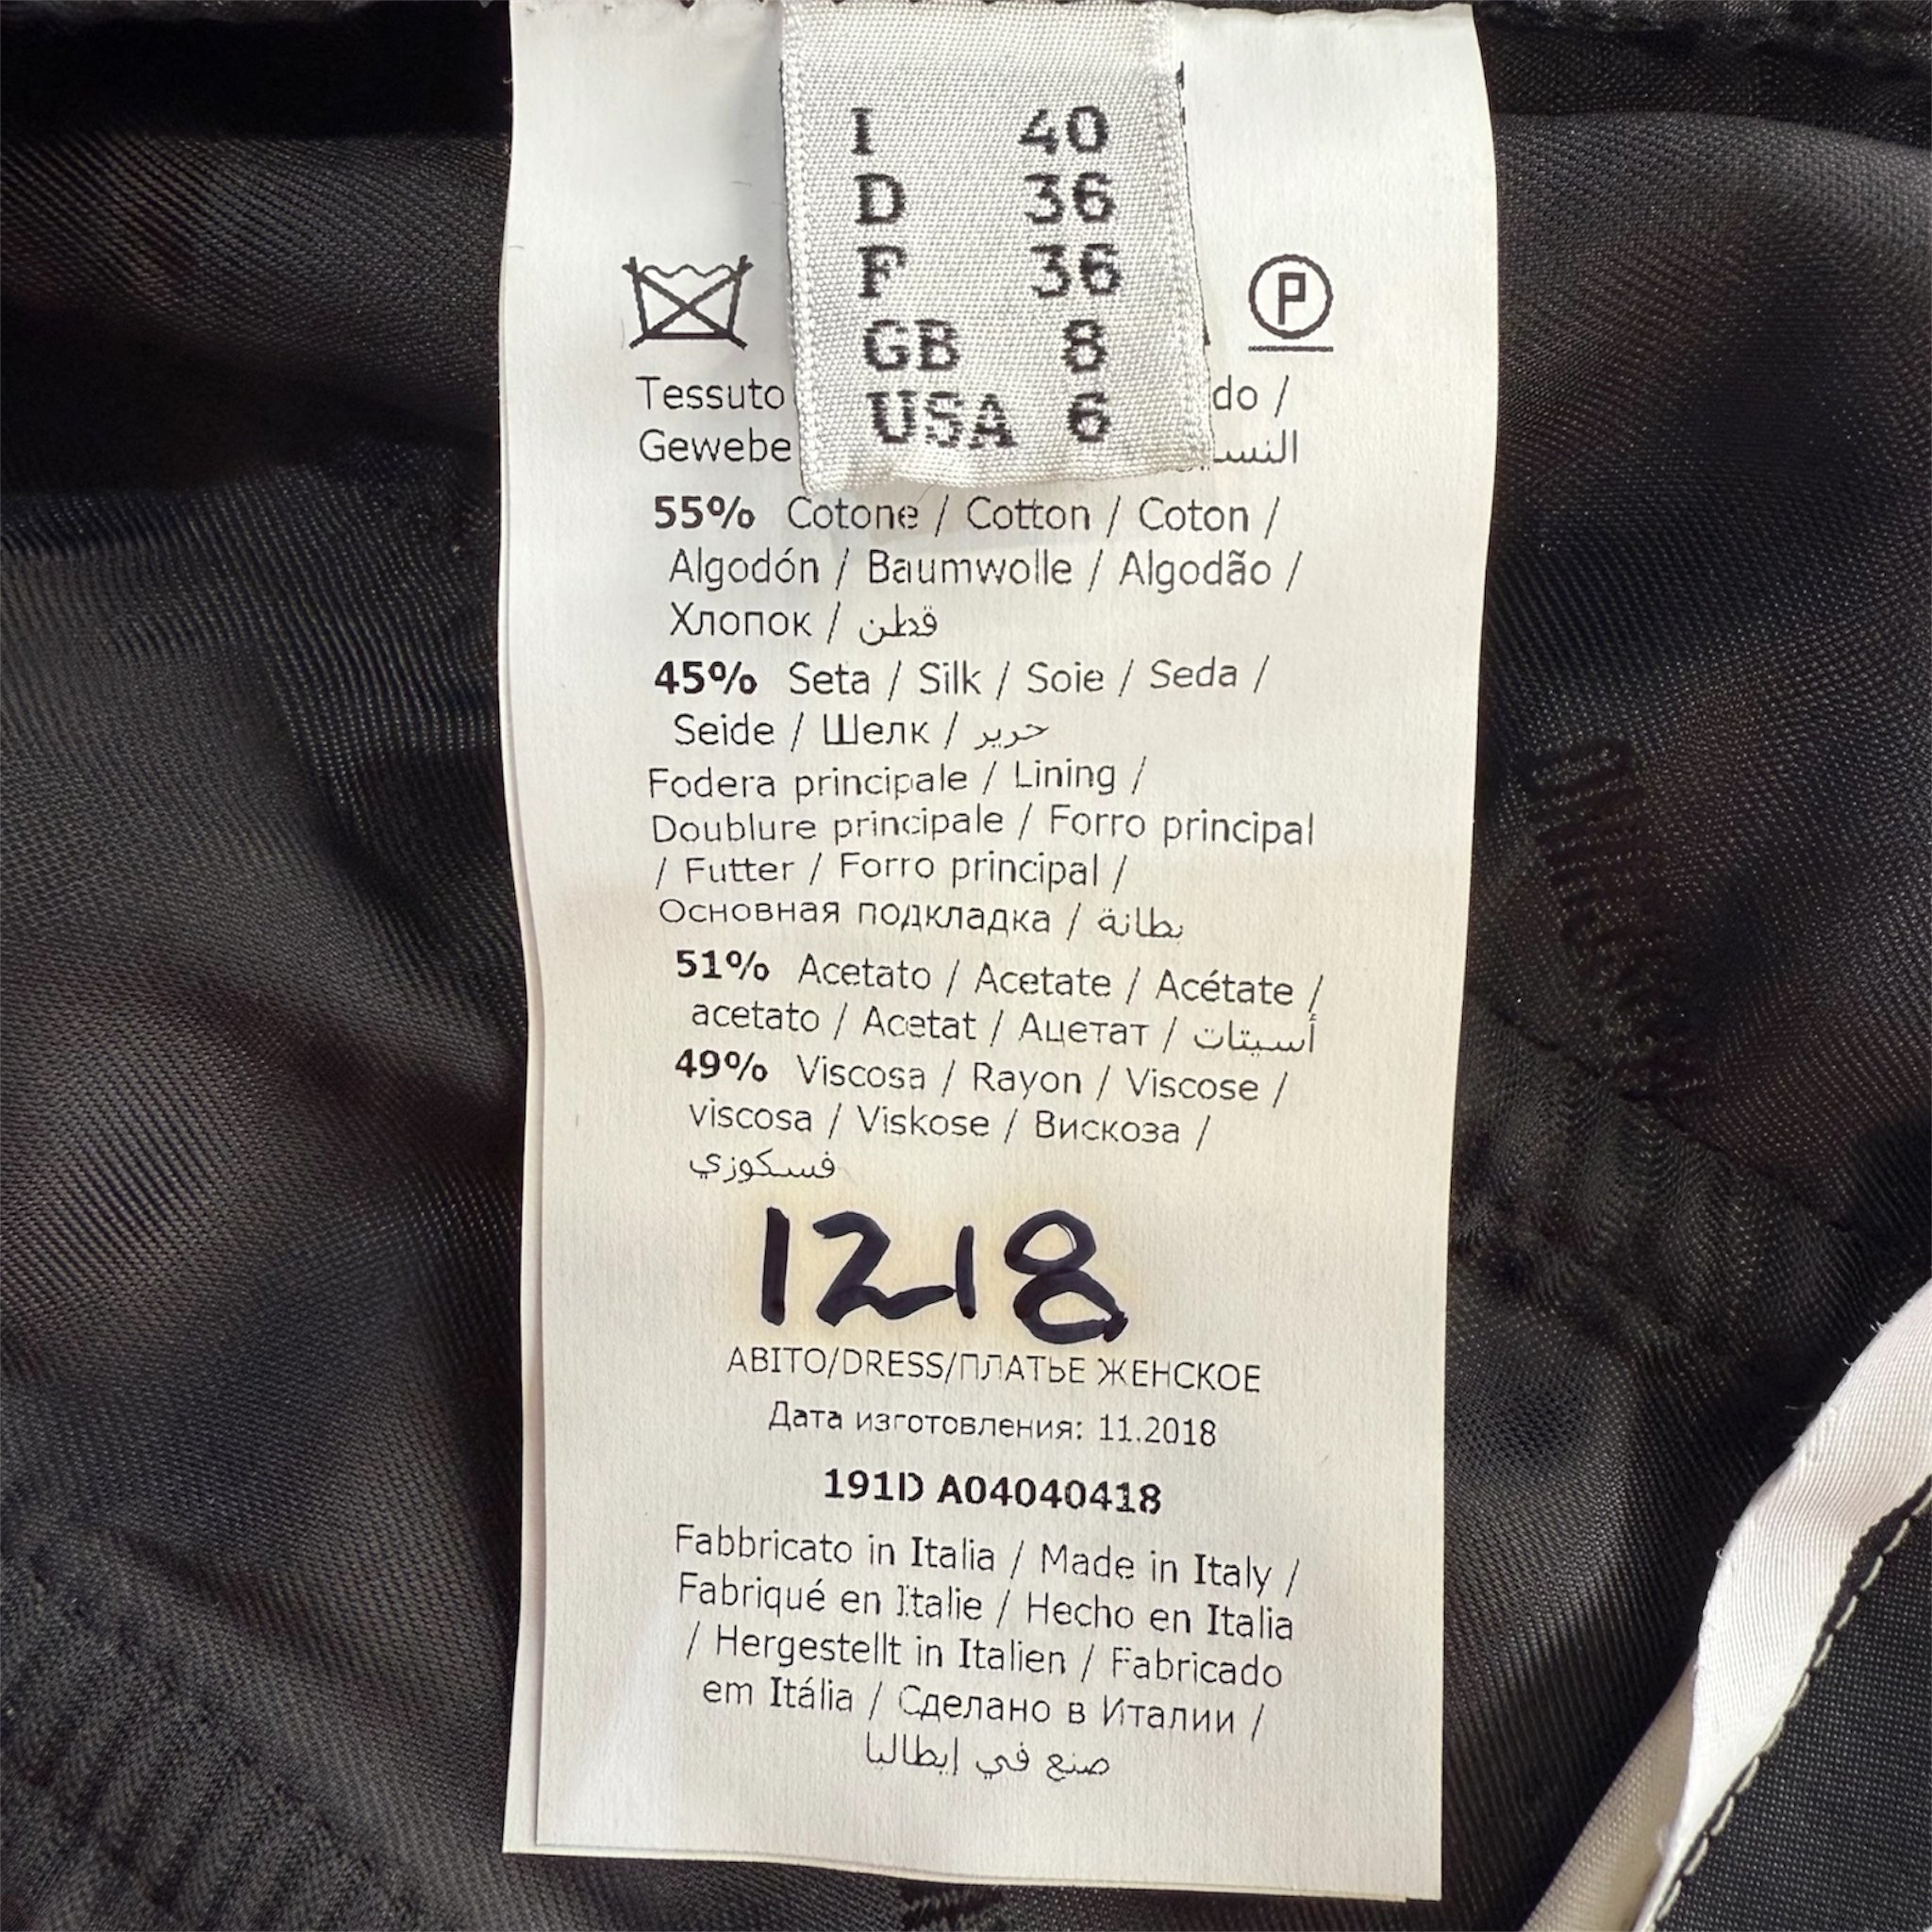 I 40
D 36
F 36
GB 8
USA 6
P
Tessuto do /
Gewebe
55% Cotone / Cotton / Coton /
Algodón / Baumwolle / Algodão /
Хлопок / قطن
45% Seta / Silk / Soie / Seda /
Seide / Шелк / حرير
Fodera principale / Lining /
Doublure principale / Forro principal
/ Futter / Forro principal /
Основная подкладка / بطانة
51% Acetato / Acetate / Acétate /
acetato / Acetat / Ацетат / أسيتات
49% Viscosa / Rayon / Viscose /
viscosa / Viskose / Вискоза /
فسكوزي
1218
ABITO/DRESS/ПЛАТЬЕ ЖЕНСКОЕ
Дата изготовления: 11.2018
191D A04040418
Fabbricato in Italia / Made in Italy /
Fabriqué en Italie / Hecho en Italia
/ Hergestellt in Italien / Fabricado
em Itália / Сделано в Италии /
صنع في إيطاليا